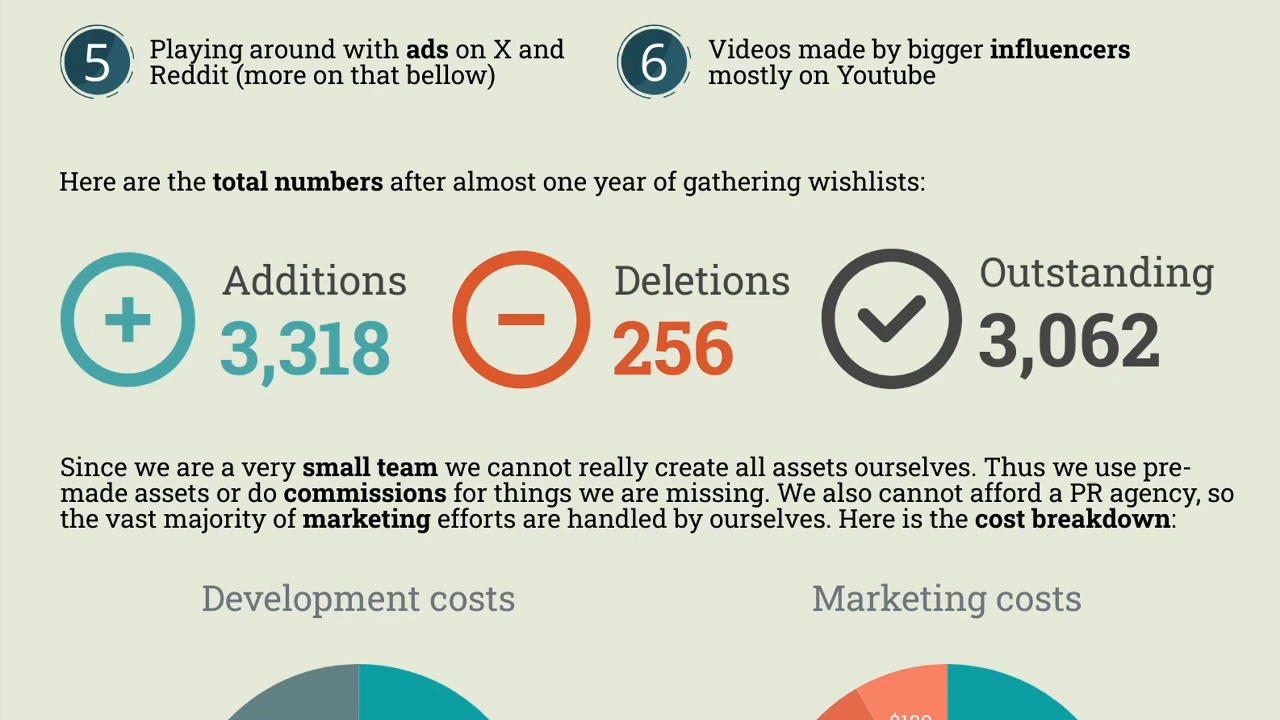 5
Playing around with ads on X and
Reddit (more on that bellow)
6
Videos made by bigger influencers
mostly on Youtube
Here are the total numbers after almost one year of gathering wishlists:
Additions
3,318
Deletions
256
Outstanding
3,062
Since we are a very small team we cannot really create all assets ourselves. Thus we use pre-
made assets or do commissions for things we are missing. We also cannot afford a PR agency, so
the vast majority of marketing efforts are handled by ourselves. Here is the cost breakdown:
Development costs
Marketing costs